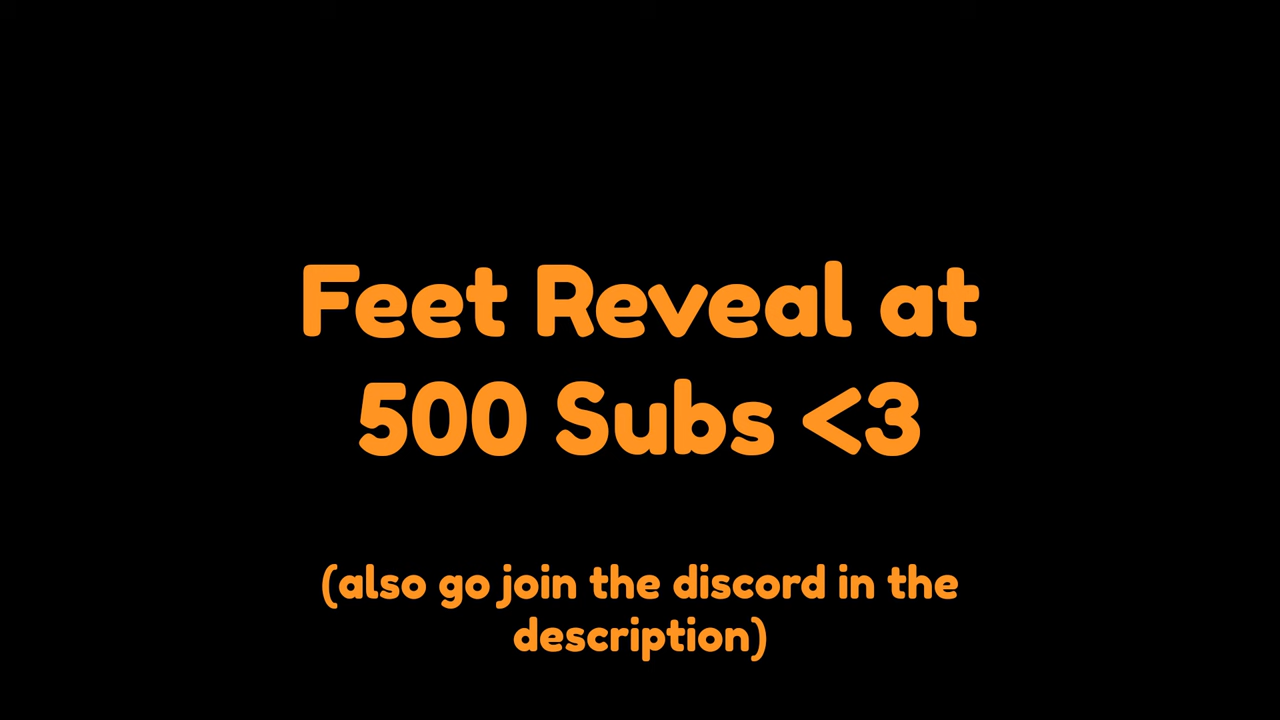 Feet Reveal at
500 Subs <3
(also go join the discord in the
description)